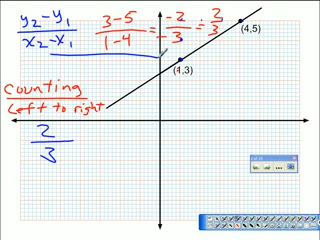 y₂-y₁ / x₂-x₁
3-5 / 1-4 = -2 / -3 = 2 / 3
(4,5)
(1,3)
counting
left to right
2
3